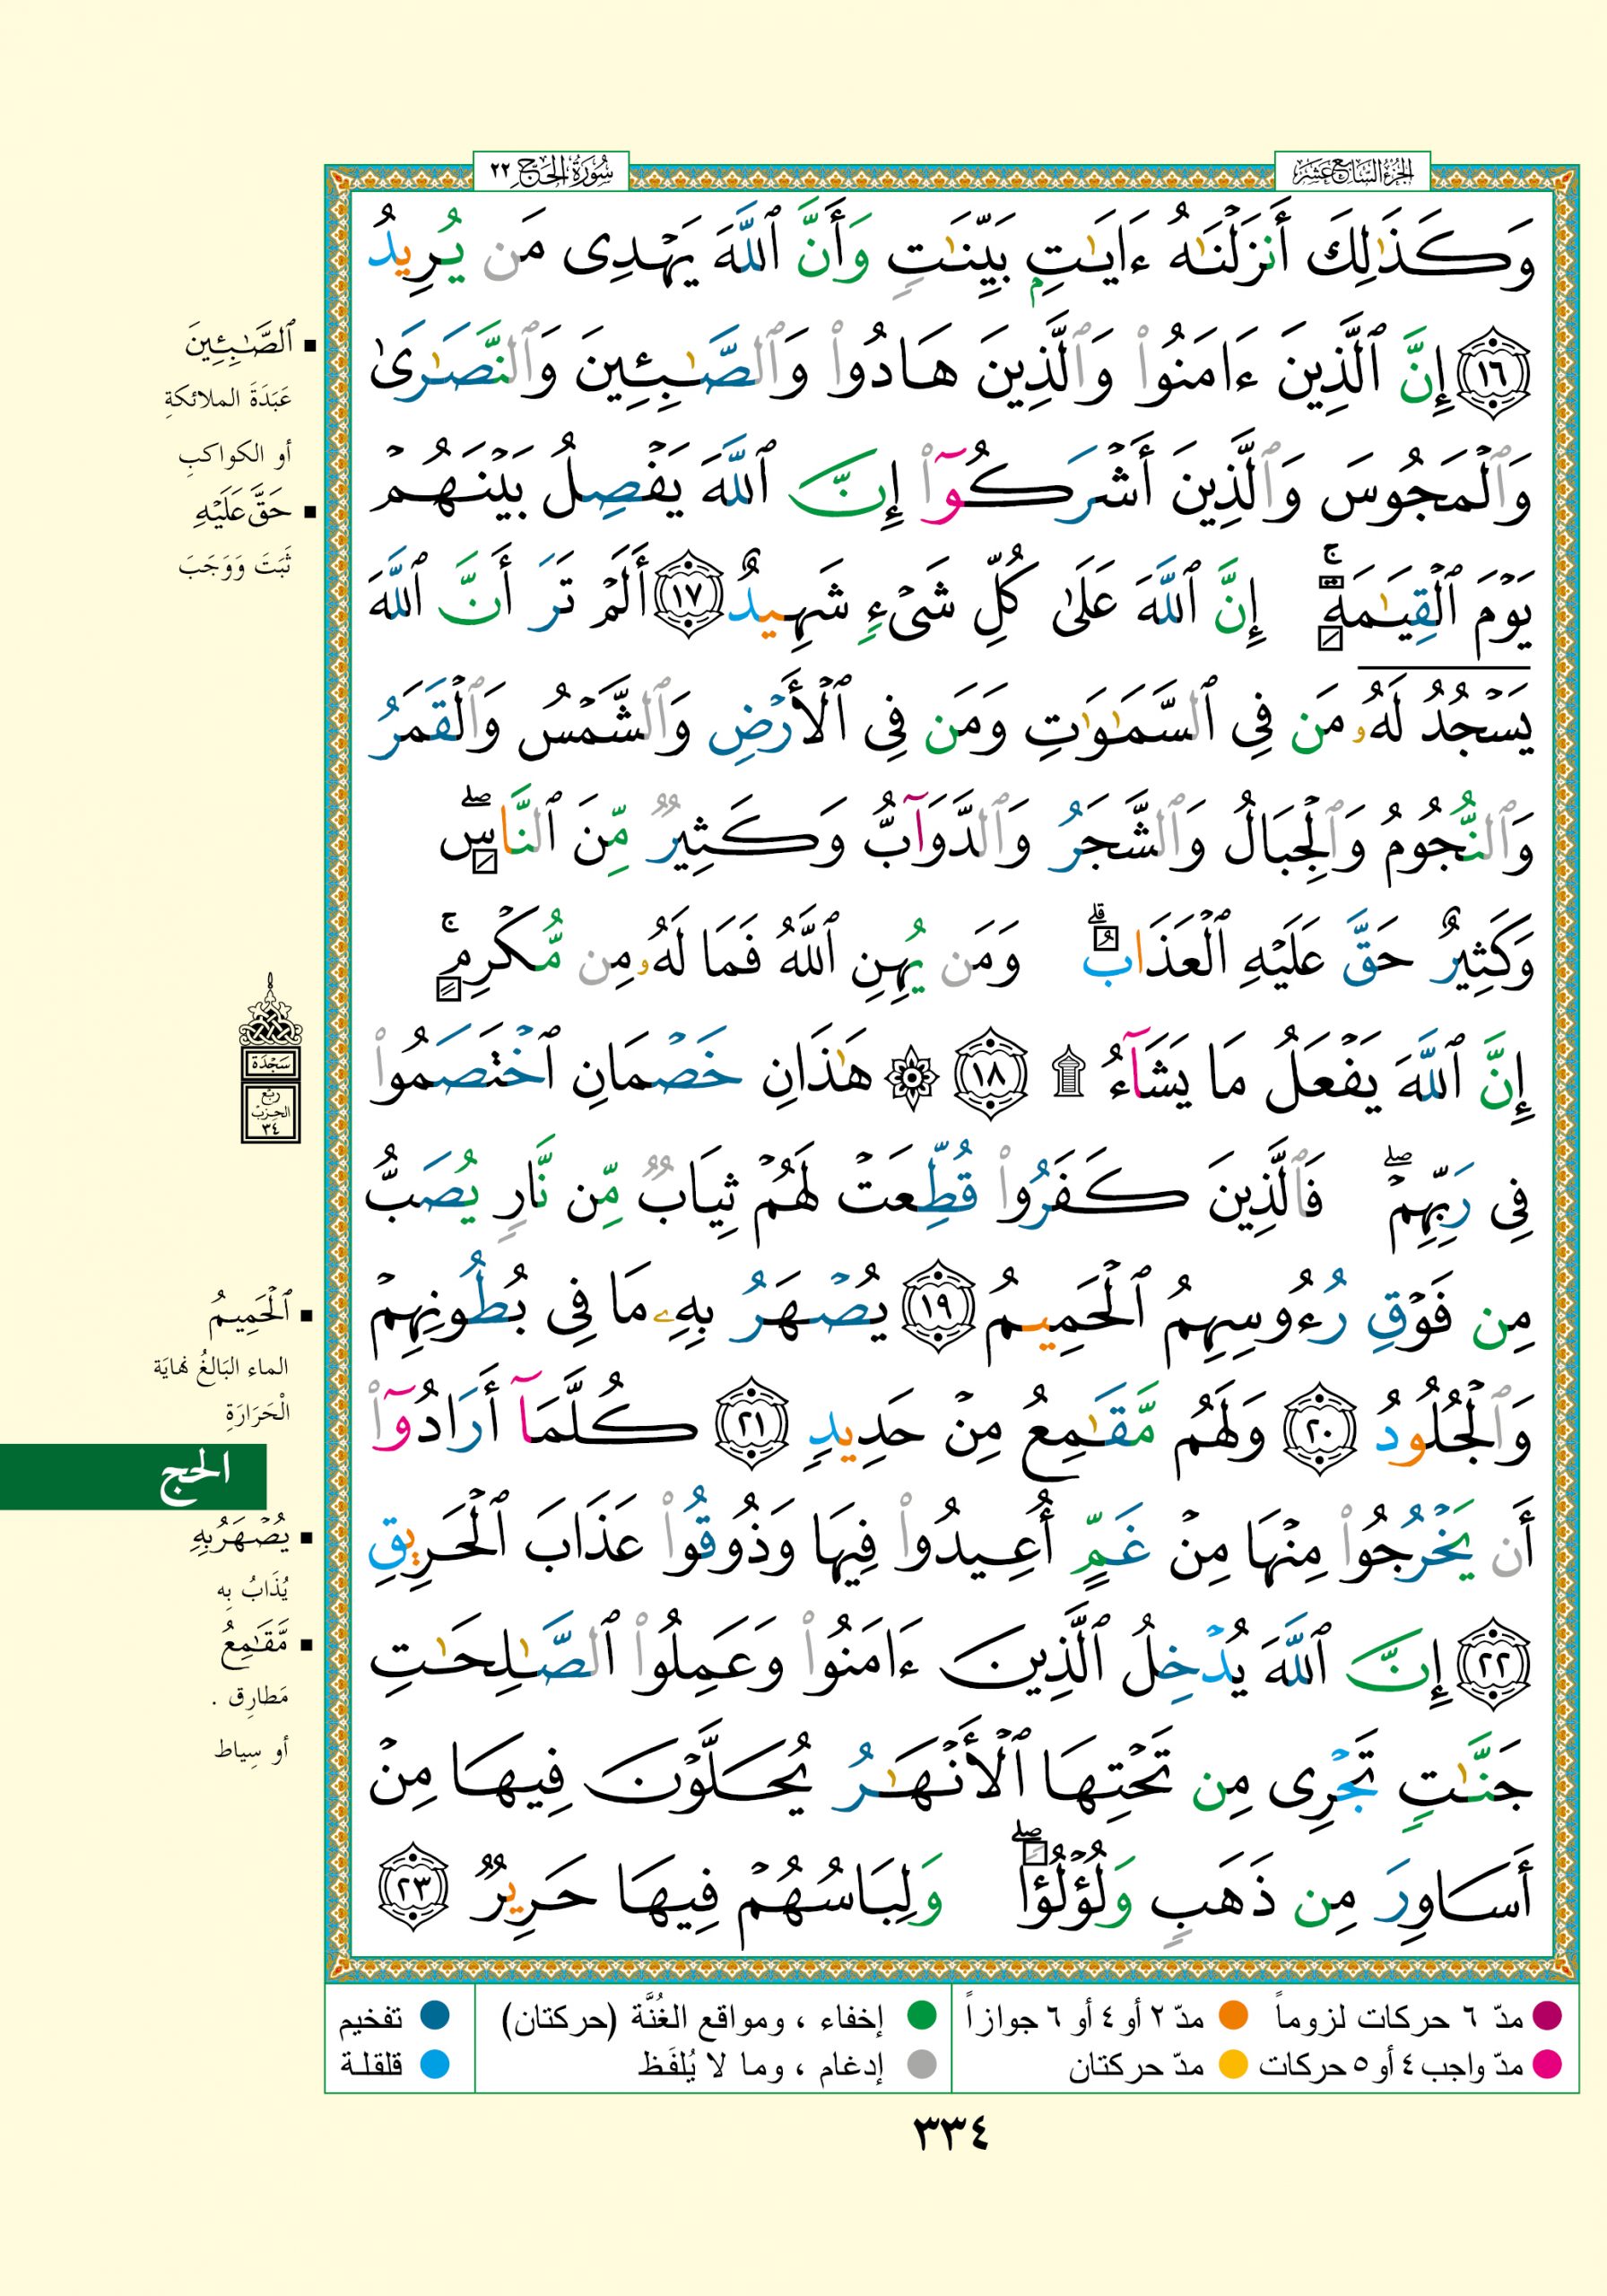 الجزء السابع عشر
سورة الحج ٢٢
وَكَذَٰلِكَ أَنزَلْنَٰهُ ءَايَٰتٍۭ بَيِّنَٰتٍ وَأَنَّ ٱللَّهَ يَهْدِى مَن يُرِيدُ
١٦ إِنَّ ٱلَّذِينَ ءَامَنُوا۟ وَٱلَّذِينَ هَادُوا۟ وَٱلصَّٰبِـِٔينَ وَٱلنَّصَٰرَىٰ
وَٱلْمَجُوسَ وَٱلَّذِينَ أَشْرَكُوٓا۟ إِنَّ ٱللَّهَ يَفْصِلُ بَيْنَهُمْ
يَوْمَ ٱلْقِيَٰمَةِ ۚ إِنَّ ٱللَّهَ عَلَىٰ كُلِّ شَىْءٍ شَهِيدٌ ١٧ أَلَمْ تَرَ أَنَّ ٱللَّهَ
يَسْجُدُ لَهُۥ مَن فِى ٱلسَّمَٰوَٰتِ وَمَن فِى ٱلْأَرْضِ وَٱلشَّمْسُ وَٱلْقَمَرُ
وَٱلنُّجُومُ وَٱلْجِبَالُ وَٱلشَّجَرُ وَٱلدَّوَآبُّ وَكَثِيرٌ مِّنَ ٱلنَّاسِ ۖ
وَكَثِيرٌ حَقَّ عَلَيْهِ ٱلْعَذَابُ ۗ وَمَن يُهِنِ ٱللَّهُ فَمَا لَهُۥ مِن مُّكْرِمٍ ۚ
إِنَّ ٱللَّهَ يَفْعَلُ مَا يَشَآءُ ۩ ١٨ ۞ هَٰذَانِ خَصْمَانِ ٱخْتَصَمُوا۟
فِى رَبِّهِمْ ۖ فَٱلَّذِينَ كَفَرُوا۟ قُطِّعَتْ لَهُمْ ثِيَابٌ مِّن نَّارٍ يُصَبُّ
مِن فَوْقِ رُءُوسِهِمُ ٱلْحَمِيمُ ١٩ يُصْهَرُ بِهِۦ مَا فِى بُطُونِهِمْ
وَٱلْجُلُودُ ٢٠ وَلَهُم مَّقَٰمِعُ مِنْ حَدِيدٍ ٢١ كُلَّمَآ أَرَادُوٓا۟
أَن يَخْرُجُوا۟ مِنْهَا مِنْ غَمٍّ أُعِيدُوا۟ فِيهَا وَذُوقُوا۟ عَذَابَ ٱلْحَرِيقِ
٢٢ إِنَّ ٱللَّهَ يُدْخِلُ ٱلَّذِينَ ءَامَنُوا۟ وَعَمِلُوا۟ ٱلصَّٰلِحَٰتِ
جَنَّٰتٍ تَجْرِى مِن تَحْتِهَا ٱلْأَنْهَٰرُ يُحَلَّوْنَ فِيهَا مِنْ
أَسَاوِرَ مِن ذَهَبٍ وَلُؤْلُؤًا ۖ وَلِبَاسُهُمْ فِيهَا حَرِيرٌ ٢٣
▪ ٱلصَّٰبِـِٔينَ
عَبَدَةَ الملائكةِ
أو الكواكبِ
▪ حَقَّ عَلَيْهِ
ثَبَتَ وَوَجَبَ
سَجْدَة
ربع
الحزب
٣٤
▪ ٱلْحَمِيمُ
الماء البَالغُ نهايَة
الْحَرَارَةِ
الحج
▪ يُصْهَرُ بِهِ
يُذَابُ بِه
▪ مَّقَٰمِعُ
مَطارِق .
أو سِياط
مدّ ٦ حركات لزوماً ● مدّ ٢ أو ٤ أو ٦ جوازاً ● إخفاء ، ومواقع الغُنَّة (حركتان) ● تفخيم
مدّ واجب ٤ أو ٥ حركات ● مدّ حركتان ● إدغام ، وما لا يُلفَظ ● قلقلة
٣٣٤